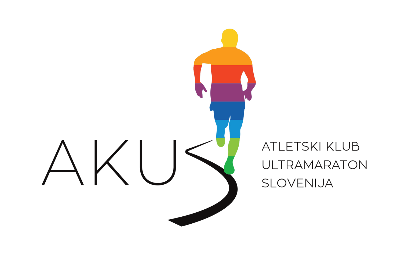 AKUS
ATLETSKI KLUB
ULTRAMARATON
SLOVENIJA